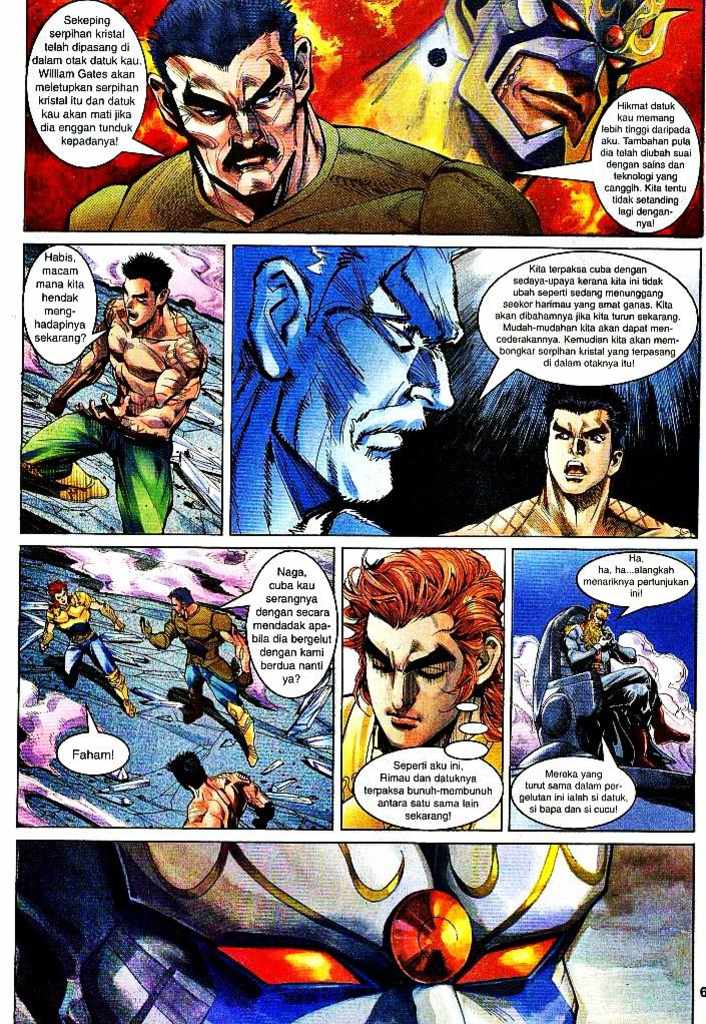 Sekeping
serpihan kristal
telah dipasang di
dalam otak datuk kau.
William Gates akan
meletupkan serpihan
kristal itu dan datuk
kau akan mati jika
dia enggan tunduk
kepadanya!
Hikmat datuk
kau memang
lebih tinggi daripada
aku. Tambahan pula
dia telah diubah suai
dengan sains dan
teknologi yang
canggih. Kita tentu
tidak setanding
lagi dengan-
nya!
Habis,
macam
mana kita
hendak
meng-
hadapinya
sekarang?
Kita terpaksa cuba dengan
sedaya-upaya kerana kita ini tidak
ubah seperti sedang menunggang
seekor harimau yang amat ganas. Kita
akan dibahamnya jika kita turun sekarang.
Mudah-mudahan kita akan dapat men-
cederakannya. Kemudian kita akan mem-
bongkar serpihan kristal yang terpasang
di dalam otaknya itu!
Naga,
cuba kau
serangnya
dengan secara
mendadak apa-
bila dia bergelut
dengan kami
berdua nanti
ya?
Faham!
Seperti aku ini,
Rimau dan datuknya
terpaksa bunuh-membunuh
antara satu sama lain
sekarang!
Ha,
ha, ha...alangkah
menariknya pertunjukan
ini!
Mereka yang
turut sama dalam per-
gelutan ini ialah si datuk,
si bapa dan si cucu!
6